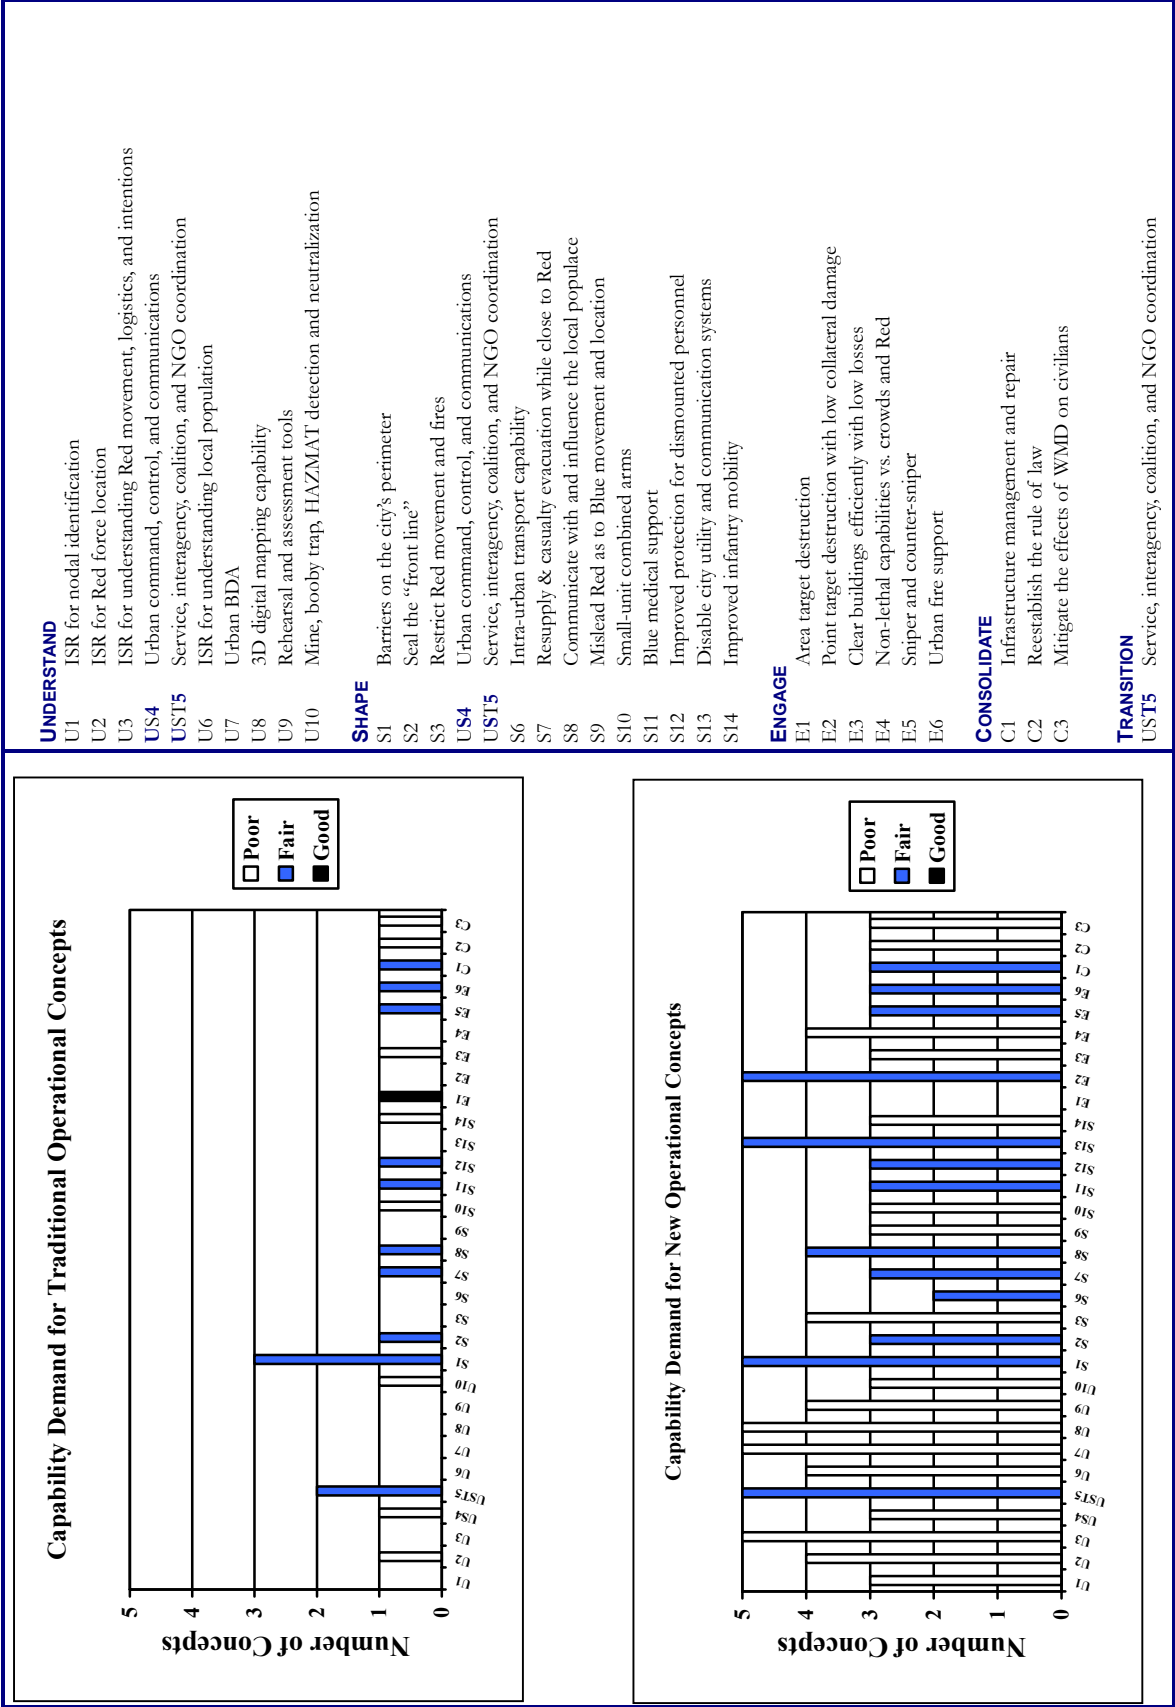 Capability Demand for Traditional Operational Concepts
Number of Concepts
5
4
3
2
1
0
U1
U2
U3
US4
UST5
U6
U7
U8
U9
U10
S1
S2
S3
S6
S7
S8
S9
S10
S11
S12
S13
S14
E1
E2
E3
E4
E5
E6
C1
C2
C3
Poor
Fair
Good
Capability Demand for New Operational Concepts
Number of Concepts
5
4
3
2
1
0
U1
U2
U3
US4
UST5
U6
U7
U8
U9
U10
S1
S2
S3
S6
S7
S8
S9
S10
S11
S12
S13
S14
E1
E2
E3
E4
E5
E6
C1
C2
C3
Poor
Fair
Good
UNDERSTAND
U1 ISR for nodal identification
U2 ISR for Red force location
U3 ISR for understanding Red movement, logistics, and intentions
US4 Urban command, control, and communications
UST5 Service, interagency, coalition, and NGO coordination
U6 ISR for understanding local population
U7 Urban BDA
U8 3D digital mapping capability
U9 Rehearsal and assessment tools
U10 Mine, booby trap, HAZMAT detection and neutralization
SHAPE
S1 Barriers on the city's perimeter
S2 Seal the “front line”
S3 Restrict Red movement and fires
US4 Urban command, control, and communications
UST5 Service, interagency, coalition, and NGO coordination
S6 Intra-urban transport capability
S7 Resupply & casualty evacuation while close to Red
S8 Communicate with and influence the local populace
S9 Mislead Red as to Blue movement and location
S10 Small-unit combined arms
S11 Blue medical support
S12 Improved protection for dismounted personnel
S13 Disable city utility and communication systems
S14 Improved infantry mobility
ENGAGE
E1 Area target destruction
E2 Point target destruction with low collateral damage
E3 Clear buildings efficiently with low losses
E4 Non-lethal capabilities vs. crowds and Red
E5 Sniper and counter-sniper
E6 Urban fire support
CONSOLIDATE
C1 Infrastructure management and repair
C2 Reestablish the rule of law
C3 Mitigate the effects of WMD on civilians
TRANSITION
UST5 Service, interagency, coalition, and NGO coordination